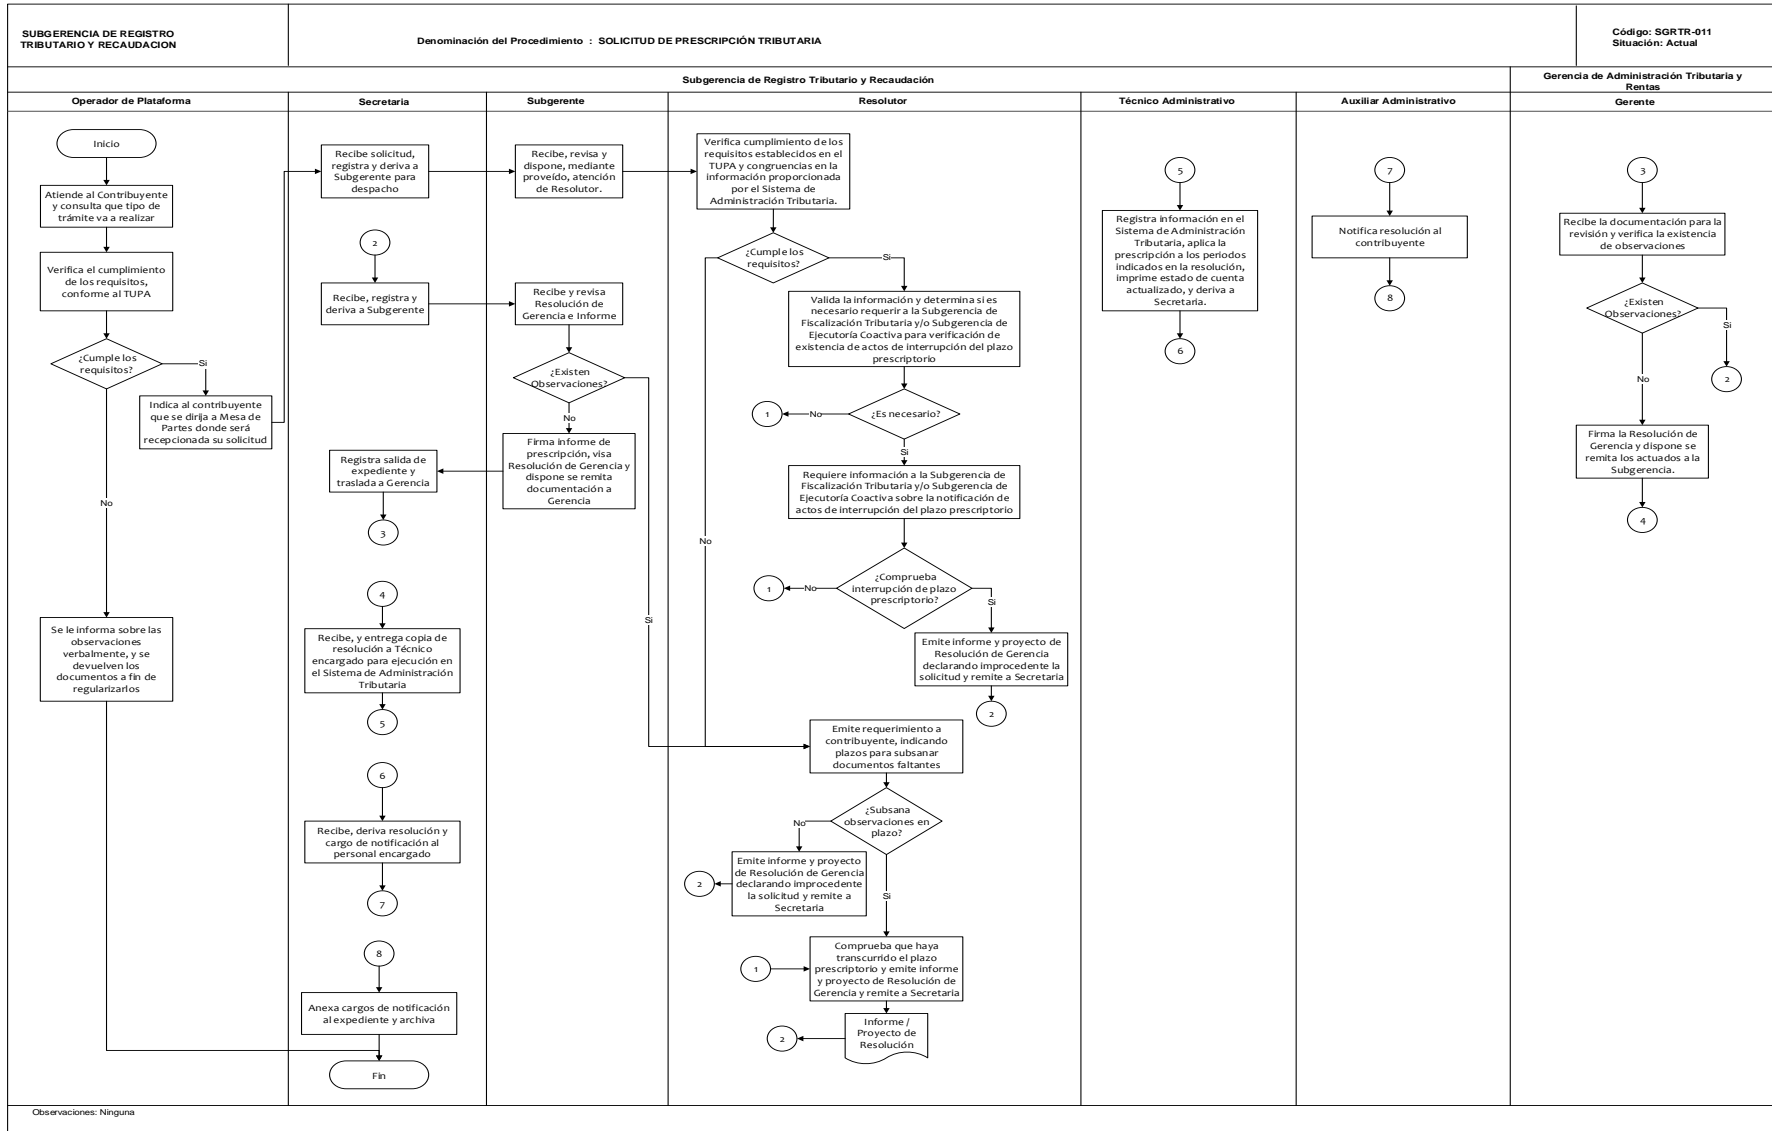 SUBGERENCIA DE REGISTRO
TRIBUTARIO Y RECAUDACION
Denominación del Procedimiento : SOLICITUD DE PRESCRIPCIÓN TRIBUTARIA
Código: SGRTR-011
Situación: Actual
Subgerencia de Registro Tributario y Recaudación
Gerencia de Administración Tributaria y
Rentas
Operador de Plataforma
Secretaria
Subgerente
Resolutor
Técnico Administrativo
Auxiliar Administrativo
Gerente
Inicio
Atiende al Contribuyente
y consulta que tipo de
trámite va a realizar
Verifica el cumplimiento
de los requisitos,
conforme al TUPA
¿Cumple los
requisitos?
Si
Indica al contribuyente
que se dirija a Mesa de
Partes donde será
recepcionada su solicitud
No
Se le informa sobre las
observaciones
verbalmente, y se
devuelven los
documentos a fin de
regularizarlos
Recibe solicitud,
registra y deriva a
Subgerente para
despacho
2
Recibe, registra y
deriva a Subgerente
Registra salida de
expediente y
traslada a Gerencia
3
4
Recibe, y entrega copia de
resolución a Técnico
encargado para ejecución en
el Sistema de Administración
Tributaria
5
6
Recibe, deriva resolución y
cargo de notificación al
personal encargado
7
8
Anexa cargos de notificación
al expediente y archiva
Fin
Recibe, revisa y
dispone, mediante
proveído, atención
de Resolutor.
Recibe y revisa
Resolución de
Gerencia e Informe
¿Existen
Observaciones?
No
Firma informe de
prescripción, visa
Resolución de Gerencia y
dispone se remita
documentación a
Gerencia
Si
Verifica cumplimiento de los
requisitos establecidos en el
TUPA y congruencias en la
información proporcionada
por el Sistema de
Administración Tributaria.
¿Cumple los
requisitos?
Si
Valida la información y determina si es
necesario requerir a la Subgerencia de
Fiscalización Tributaria y/o Subgerencia de
Ejecutoría Coactiva para verificación de
existencia de actos de interrupción del plazo
prescriptorio
1
No
¿Es necesario?
Si
Requiere información a la Subgerencia de
Fiscalización Tributaria y/o Subgerencia de
Ejecutoría Coactiva sobre la notificación de
actos de interrupción del plazo prescriptorio
No
1
No
¿Comprueba
interrupción de plazo
prescriptorio?
Si
Emite informe y proyecto de
Resolución de Gerencia
declarando improcedente la
solicitud y remite a Secretaria
2
Emite requerimiento a
contribuyente, indicando
plazos para subsanar
documentos faltantes
¿Subsana
observaciones en
plazo?
No
Emite informe y proyecto
de Resolución de Gerencia
declarando improcedente
la solicitud y remite a
Secretaria
2
Si
1
Comprueba que haya
transcurrido el plazo
prescriptorio y emite informe
y proyecto de Resolución de
Gerencia y remite a Secretaria
Informe /
Proyecto de
Resolución
2
5
Registra información en el
Sistema de Administración
Tributaria, aplica la
prescripción a los periodos
indicados en la resolución,
imprime estado de cuenta
actualizado, y deriva a
Secretaria.
6
7
Notifica resolución al
contribuyente
8
3
Recibe la documentación para la
revisión y verifica la existencia
de observaciones
¿Existen
Observaciones?
Si
2
No
Firma la Resolución de
Gerencia y dispone se
remita los actuados a la
Subgerencia.
4
Observaciones: Ninguna